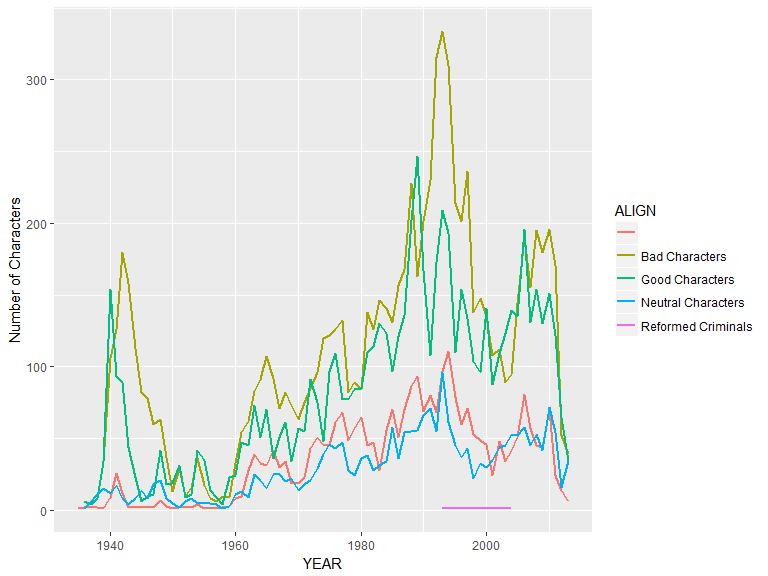 300
200
100
0
1940
1960
1980
2000
YEAR
Number of Characters
ALIGN
Bad Characters
Good Characters
Neutral Characters
Reformed Criminals